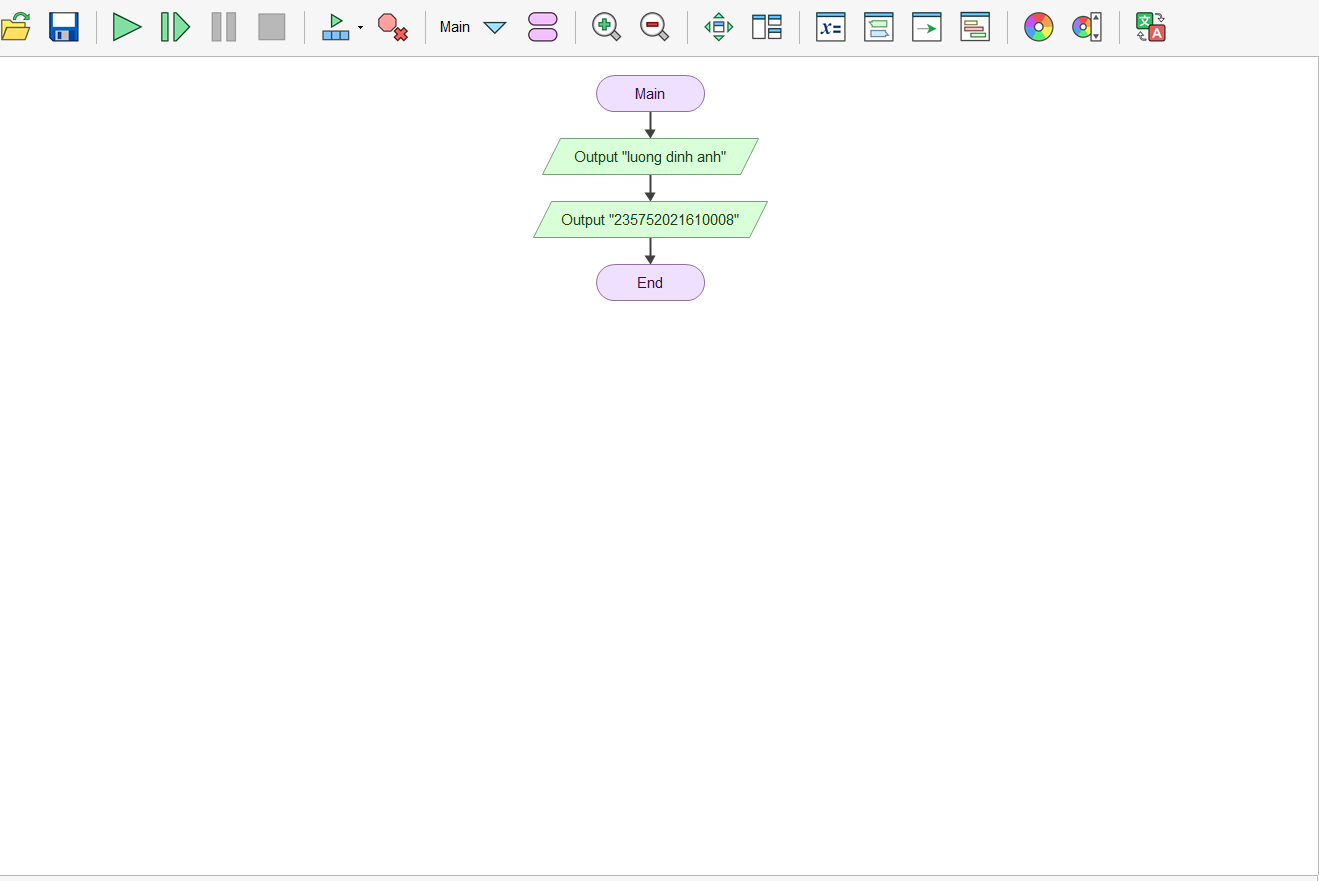 Main
Main
Output "luong dinh anh"
Output "235752021610008"
End